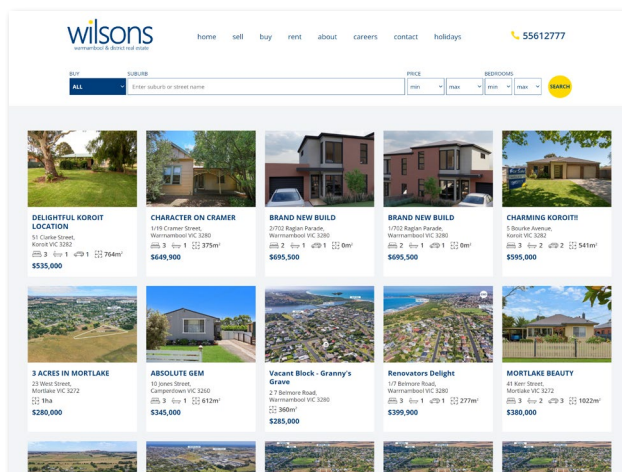 wilsons
warrnambool & district real estate
home sell buy rent about careers contact holidays
55612777
BUY SUBURB PRICE BEDROOMS
ALL Enter suburb or street name min max min max SEARCH
DELIGHTFUL KOROIT
LOCATION
51 Clarke Street,
Koroit VIC 3282
3 1 1 764m²
$535,000
CHARACTER ON CRAMER
1/19 Cramer Street,
Warrnambool VIC 3280
3 1 375m²
$649,900
BRAND NEW BUILD
2/702 Raglan Parade,
Warrnambool VIC 3280
2 1 1 0m²
$695,500
BRAND NEW BUILD
1/702 Raglan Parade,
Warrnambool VIC 3280
2 1 1 0m²
$695,500
CHARMING KOROIT!!
5 Bourke Avenue,
Koroit VIC 3282
3 2 2 541m²
$595,000
3 ACRES IN MORTLAKE
23 West Street,
Mortlake VIC 3272
1ha
$280,000
ABSOLUTE GEM
10 Jones Street,
Camperdown VIC 3260
3 1 612m²
$345,000
Vacant Block - Granny's
Grave
2 7 Belmore Road,
Warrnambool VIC 3280
360m²
$285,000
Renovators Delight
1/7 Belmore Road,
Warrnambool VIC 3280
3 1 1 277m²
$399,900
MORTLAKE BEAUTY
41 Kerr Street,
Mortlake VIC 3272
3 2 3 1022m²
$380,000